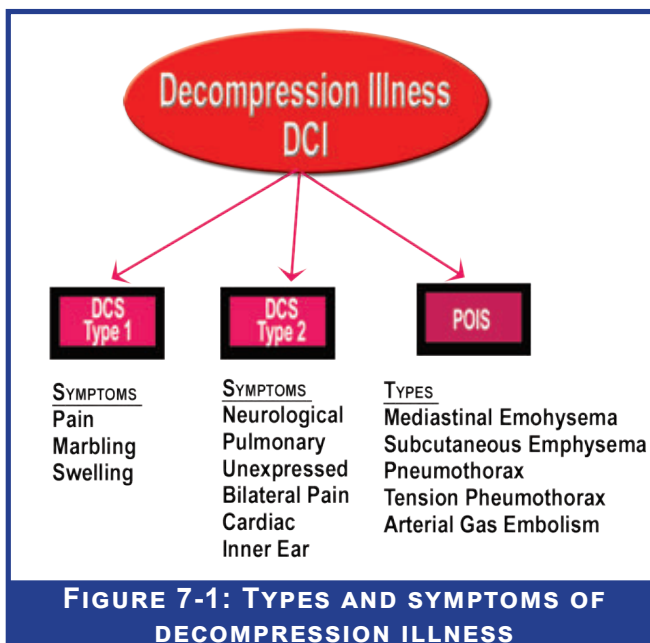 Decompression Illness
DCI
DCS
Type 1
DCS
Type 2
POIS
SYMPTOMS
Pain
Marbling
Swelling
SYMPTOMS
Neurological
Pulmonary
Unexpressed
Bilateral Pain
Cardiac
Inner Ear
TYPES
Mediastinal Emohysema
Subcutaneous Emphysema
Pneumothorax
Tension Pheumothorax
Arterial Gas Embolism
FIGURE 7-1: TYPES AND SYMPTOMS OF
DECOMPRESSION ILLNESS